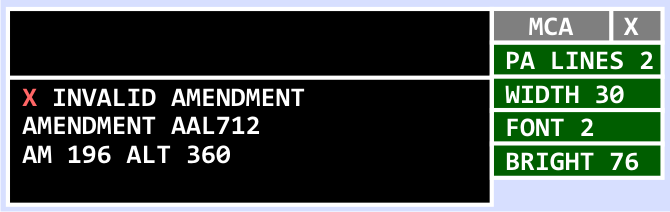 X INVALID AMENDMENT
AMENDMENT AAL712
AM 196 ALT 360
MCA X
PA LINES 2
WIDTH 30
FONT 2
BRIGHT 76